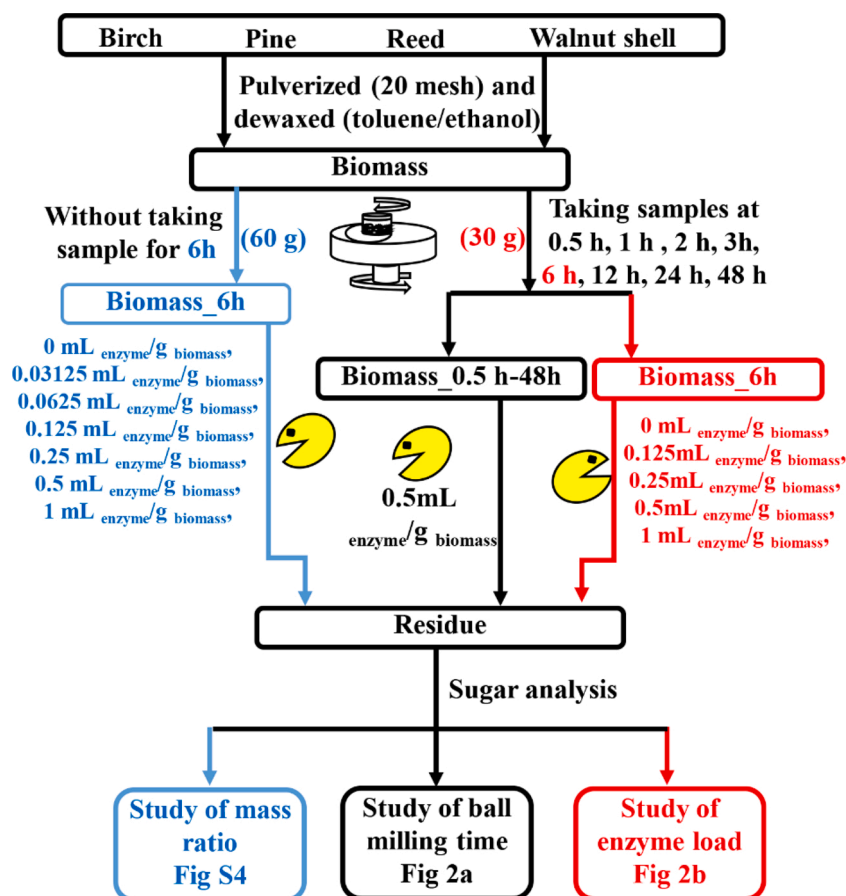 Birch Pine Reed Walnut shell
Pulverized (20 mesh) and
dewaxed (toluene/ethanol)
Biomass
Without taking
sample for 6h
(60 g)
(30 g)
Taking samples at
0.5 h, 1 h , 2 h, 3h,
6 h, 12 h, 24 h, 48 h
Biomass_6h
Biomass_0.5 h-48h
Biomass_6h
0 mL enzyme/g biomass,
0.03125 mL enzyme/g biomass,
0.0625 mL enzyme/g biomass,
0.125 mL enzyme/g biomass,
0.25 mL enzyme/g biomass,
0.5 mL enzyme/g biomass,
1 mL enzyme/g biomass,
0.5mL
enzyme/g biomass
0 mL enzyme/g biomass,
0.125mL enzyme/g biomass,
0.25mL enzyme/g biomass,
0.5mL enzyme/g biomass,
1 mL enzyme/g biomass,
Residue
Sugar analysis
Study of mass
ratio
Fig S4
Study of ball
milling time
Fig 2a
Study of
enzyme load
Fig 2b